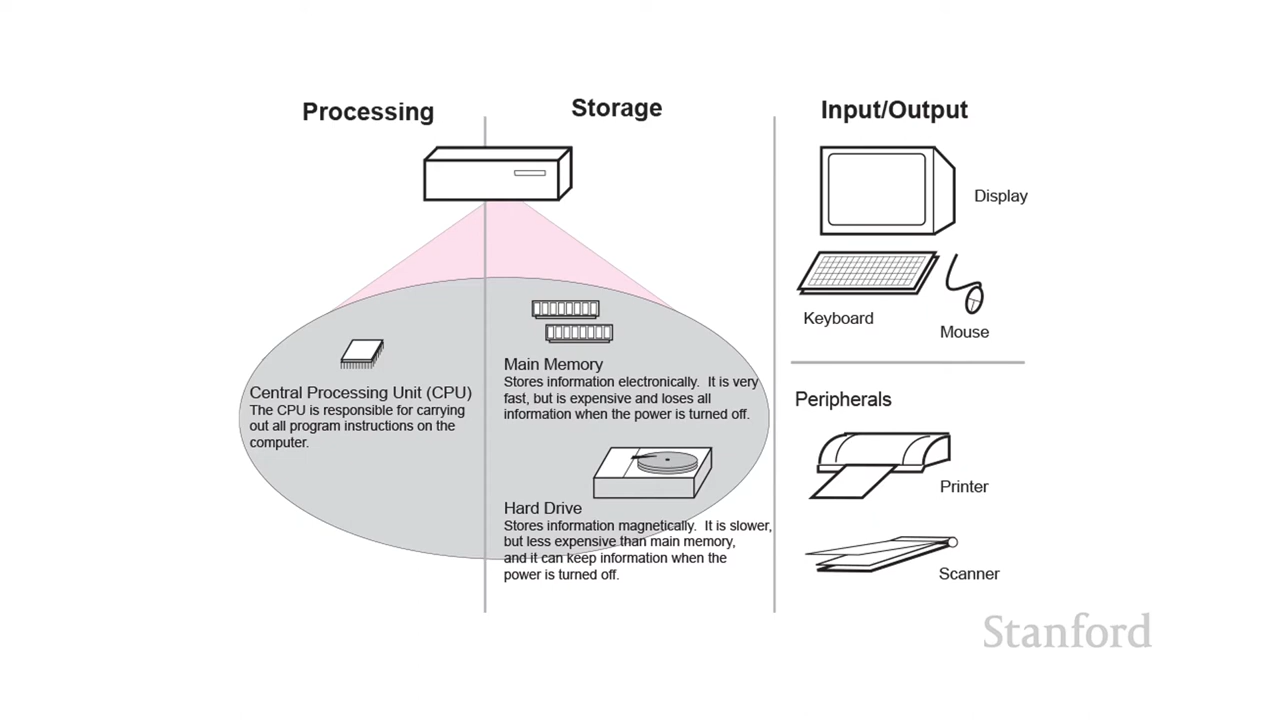 Processing
Storage
Input/Output
Display
Keyboard
Mouse
Central Processing Unit (CPU)
The CPU is responsible for carrying
out all program instructions on the
computer.
Main Memory
Stores information electronically.  It is very
fast, but is expensive and loses all
information when the power is turned off.
Hard Drive
Stores information magnetically.  It is slower,
but less expensive than main memory,
and it can keep information when the
power is turned off.
Peripherals
Printer
Scanner
Stanford